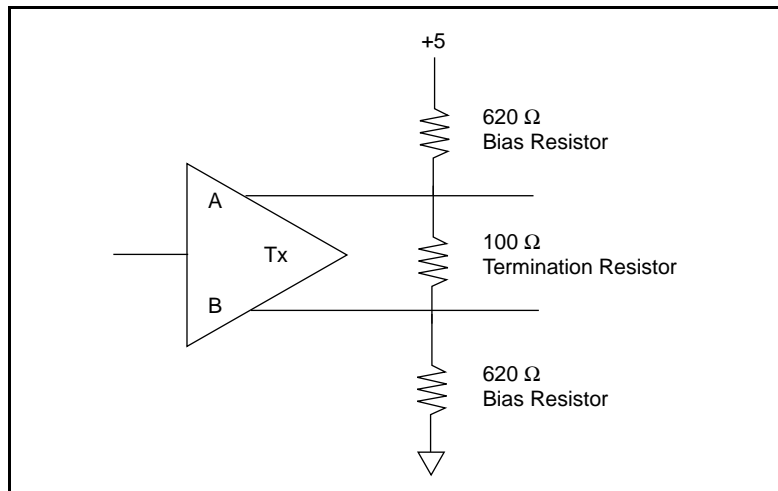 +5
620 Ω
Bias Resistor
A
100 Ω
Tx
Termination Resistor
B
620 Ω
Bias Resistor